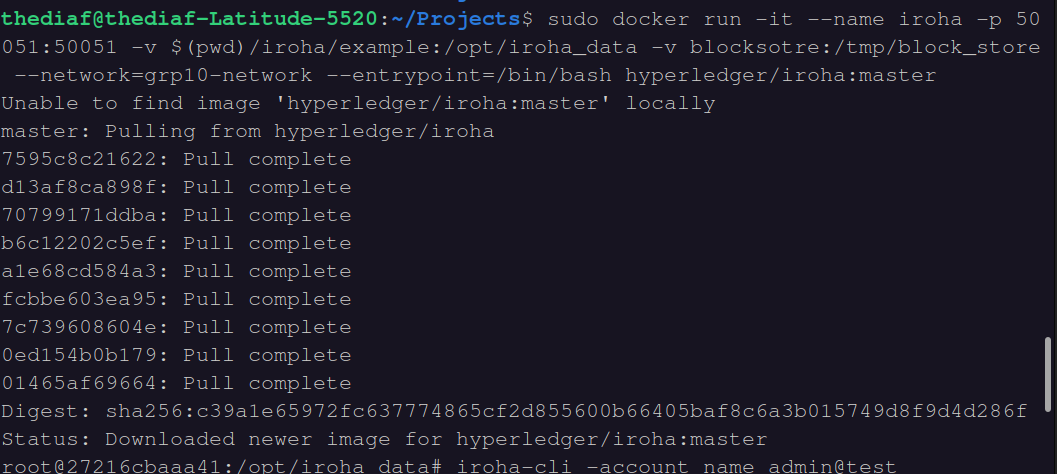 thediaf@thediaf-Latitude-5520:~/Projects$ sudo docker run -it --name iroha -p 50
051:50051 -v $(pwd)/iroha/example:/opt/iroha_data -v blocksotre:/tmp/block_store
 --network=grp10-network --entrypoint=/bin/bash hyperledger/iroha:master
Unable to find image 'hyperledger/iroha:master' locally
master: Pulling from hyperledger/iroha
7595c8c21622: Pull complete
d13af8ca898f: Pull complete
70799171ddba: Pull complete
b6c12202c5ef: Pull complete
a1e68cd584a3: Pull complete
fcbbe603ea95: Pull complete
7c739608604e: Pull complete
0ed154b0b179: Pull complete
01465af69664: Pull complete
Digest: sha256:c39a1e65972fc637774865cf2d855600b66405baf8c6a3b015749d8f9d4d286f
Status: Downloaded newer image for hyperledger/iroha:master
root@27216cbaaa41:/opt/iroha_data# iroha-cli -account_name admin@test